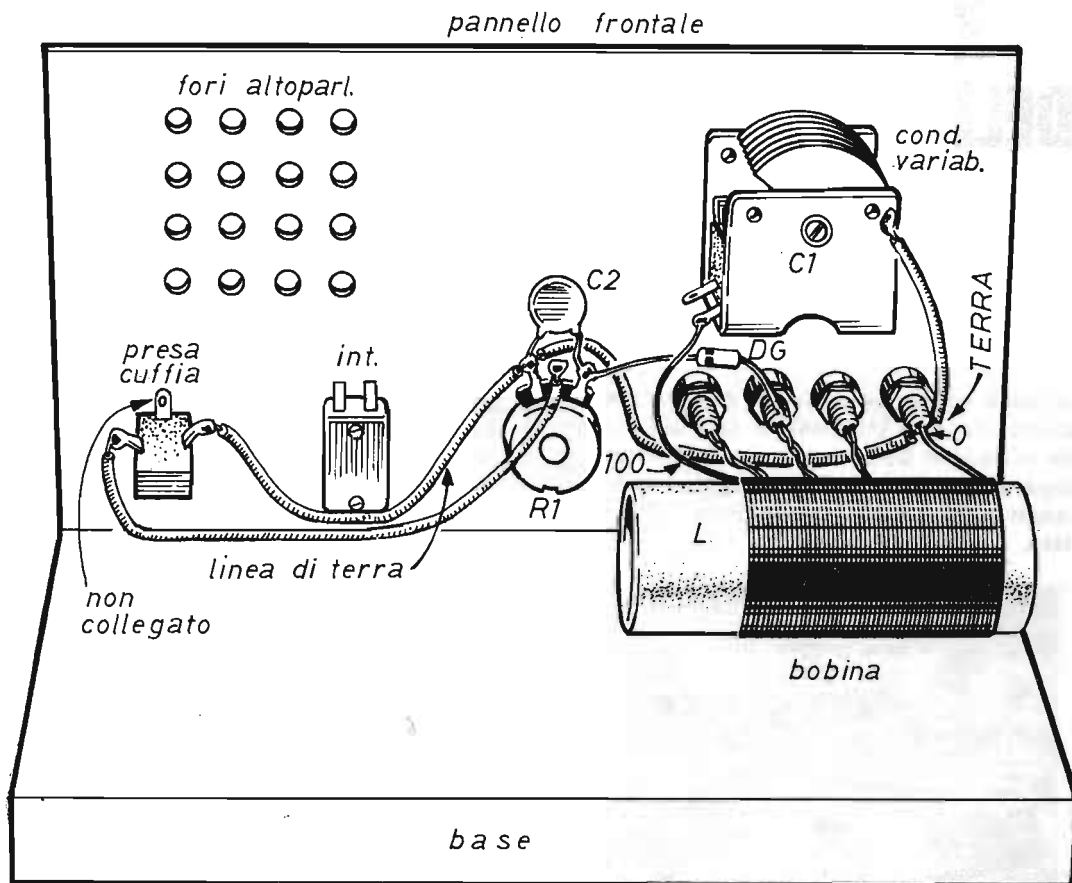 pannello frontale
fori altoparl.
cond.
variab.
C1
C2
TERRA
presa
cuffia
int.
DG
0
100
R1
L
linea di terra
non
collegato
bobina
base